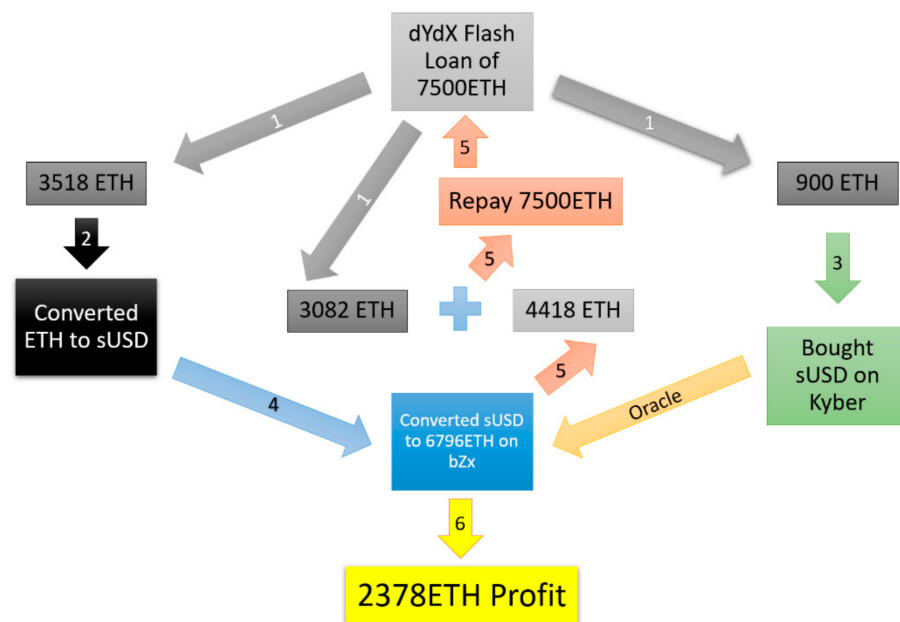 dYdX Flash
Loan of
7500ETH
1
1
1
3518 ETH
5
900 ETH
Repay 7500ETH
2
5
3
Converted
ETH to sUSD
3082 ETH
4418 ETH
Bought
sUSD on
Kyber
5
4
Oracle
Converted sUSD
to 6796ETH on
bZx
6
2378ETH Profit